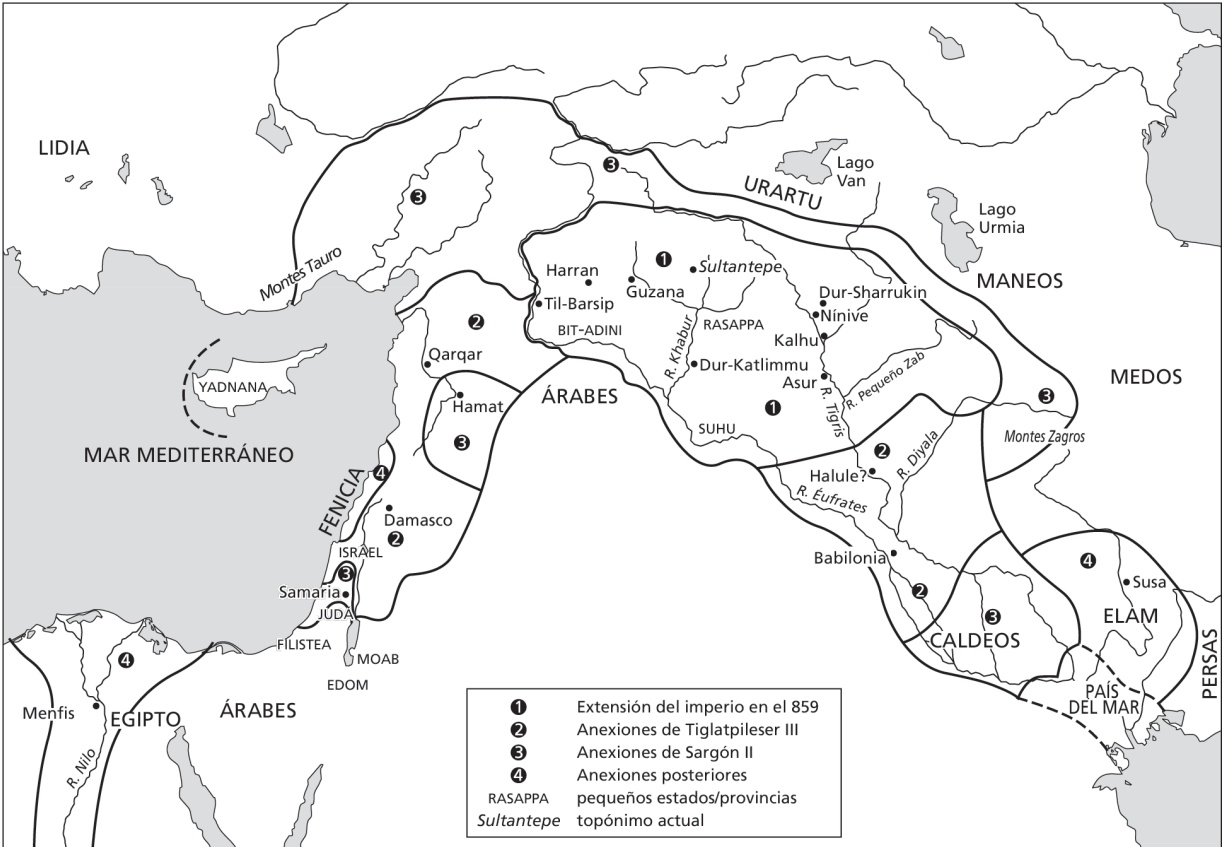 LIDIA
Montes Tauro
3
3
URARTU
Lago
Van
Lago
Urmia
MANEOS
MEDOS
1
Sultantepe
Harran
Guzana
Til-Barsip
BIT-ADINI
RASAPPA
Dur-Sharrukin
Nínive
Kalhu
R. Khabur
Dur-Katlimmu
Asur
R. Pequeño Zab
R. Tigris
2
Qarqar
YADNANA
ÁRABES
Hamat
3
1
3
Montes Zagros
SUHU
MAR MEDITERRÁNEO
4
FENICIA
2
Halule?
R. Diyala
R. Éufrates
Damasco
2
ISRAEL
3
Samaria
JUDÁ
FILISTEA
MOAB
EDOM
Babilonia
2
3
CALDEOS
4
Susa
ELAM
PERSAS
PAÍS
DEL MAR
4
Menfis
EGIPTO
R. Nilo
ÁRABES
1 Extensión del imperio en el 859
2 Anexiones de Tiglatpileser III
3 Anexiones de Sargón II
4 Anexiones posteriores
RASAPPA pequeños estados/provincias
Sultantepe topónimo actual